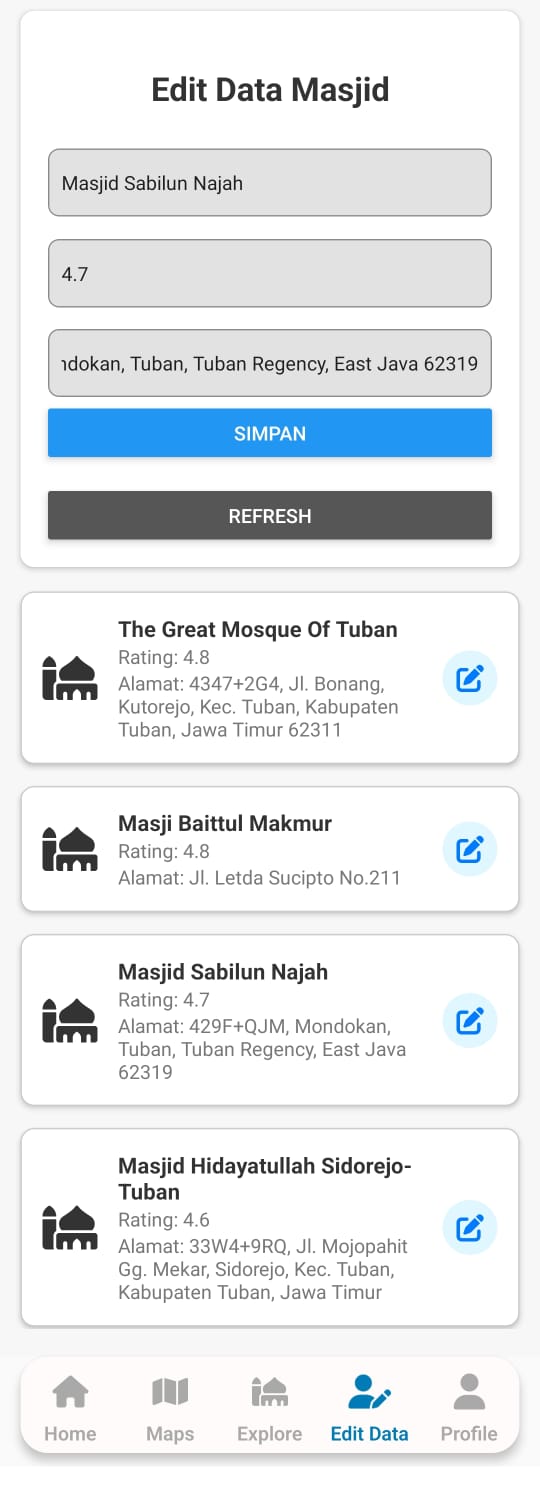 Edit Data Masjid
Masjid Sabilun Najah
4.7
ndokan, Tuban, Tuban Regency, East Java 62319
SIMPAN
REFRESH
The Great Mosque Of Tuban
Rating: 4.8
Alamat: 4347+2G4, Jl. Bonang,
Kutorejo, Kec. Tuban, Kabupaten
Tuban, Jawa Timur 62311
Masji Baittul Makmur
Rating: 4.8
Alamat: Jl. Letda Sucipto No.211
Masjid Sabilun Najah
Rating: 4.7
Alamat: 429F+QJM, Mondokan,
Tuban, Tuban Regency, East Java
62319
Masjid Hidayatullah Sidorejo-
Tuban
Rating: 4.6
Alamat: 33W4+9RQ, Jl. Mojopahit
Gg. Mekar, Sidorejo, Kec. Tuban,
Kabupaten Tuban, Jawa Timur
Home Maps Explore Edit Data Profile